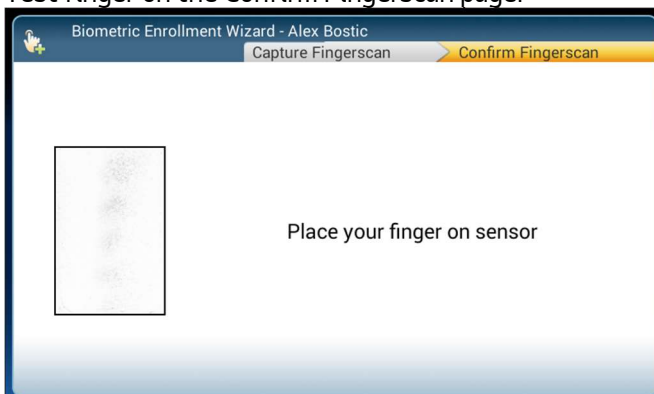 Test finger on the Confirm Fingerscan page.
Biometric Enrollment Wizard - Alex Bostic
Capture Fingerscan
Confirm Fingerscan
Place your finger on sensor